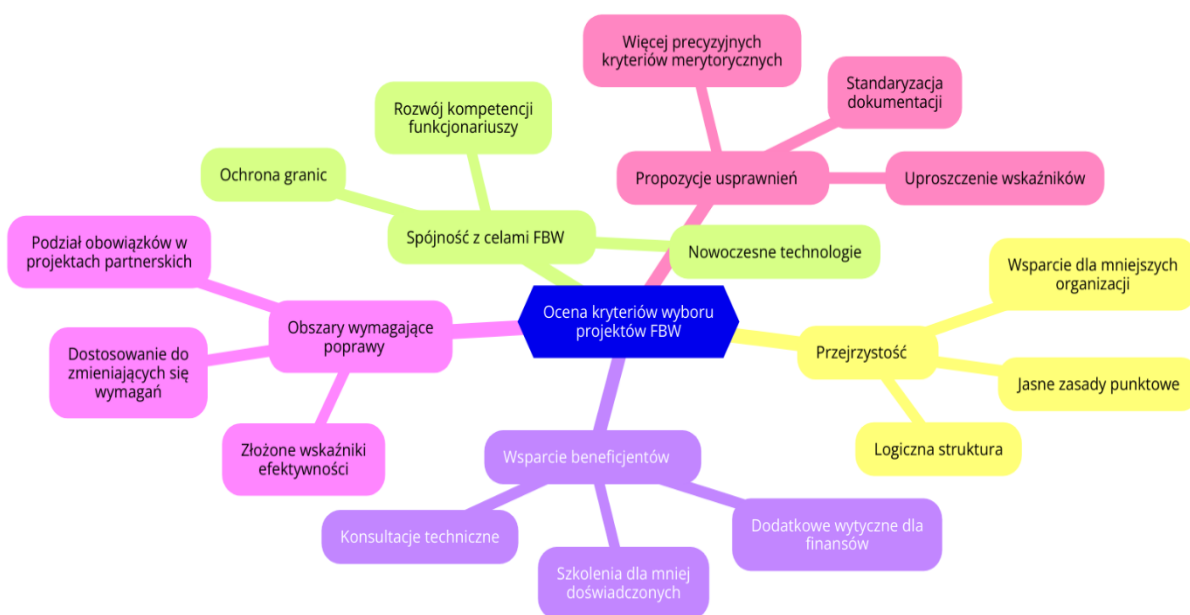 Więcej precyzyjnych
kryteriów merytorycznych
Standaryzacja
dokumentacji
Propozycje usprawnień
Uproszczenie wskaźników
Rozwój kompetencji
funkcjonariuszy
Ochrona granic
Spójność z celami FBW
Nowoczesne technologie
Podział obowiązków w
projektach partnerskich
Obszary wymagające
poprawy
Dostosowanie do
zmieniających się
wymagań
Złożone wskaźniki
efektywności
Ocena kryteriów wyboru
projektów FBW
Wsparcie dla mniejszych
organizacji
Przejrzystość
Jasne zasady punktowe
Logiczna struktura
Wsparcie beneficjentów
Konsultacje techniczne
Szkolenia dla mniej
doświadczonych
Dodatkowe wytyczne dla
finansów